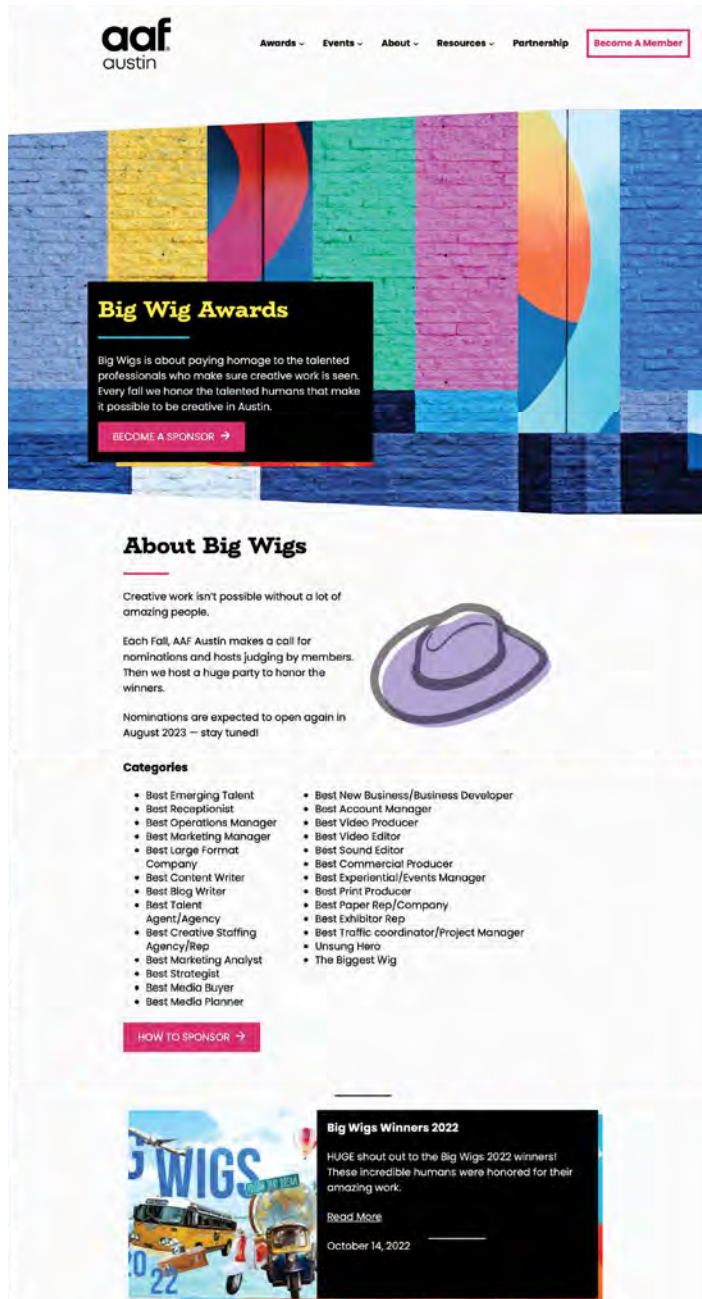 aaf
austin
Awards
Events
About
Resources
Partnership
Become A Member
Big Wig Awards
Big Wigs is about paying homage to the talented
professionals who make sure creative work is seen.
Every fall we honor the talented humans that make
it possible to be creative in Austin.
BECOME A SPONSOR →
About Big Wigs
Creative work isn't possible without a lot of
amazing people.
Each Fall, AAF Austin makes a call for
nominations and hosts judging by members.
Then we host a huge party to honor the
winners.
Nominations are expected to open again in
August 2023 — stay tuned!
Categories
• Best Emerging Talent
• Best Receptionist
• Best Operations Manager
• Best Marketing Manager
• Best Large Format
Company
• Best Content Writer
• Best Blog Writer
• Best Talent
Agent/Agency
• Best Creative Staffing
Agency/Rep
• Best Marketing Analyst
• Best Strategist
• Best Media Buyer
• Best Media Planner
• Best New Business/Business Developer
• Best Account Manager
• Best Video Producer
• Best Video Editor
• Best Sound Editor
• Best Commercial Producer
• Best Experiential/Events Manager
• Best Print Producer
• Best Paper Rep/Company
• Best Exhibitor Rep
• Best Traffic coordinator/Project Manager
• Unsung Hero
• The Biggest Wig
HOW TO SPONSOR →
WIGS
20
22
Big Wigs Winners 2022
HUGE shout out to the Big Wigs 2022 winners!
These incredible humans were honored for their
amazing work.
Read More
October 14, 2022